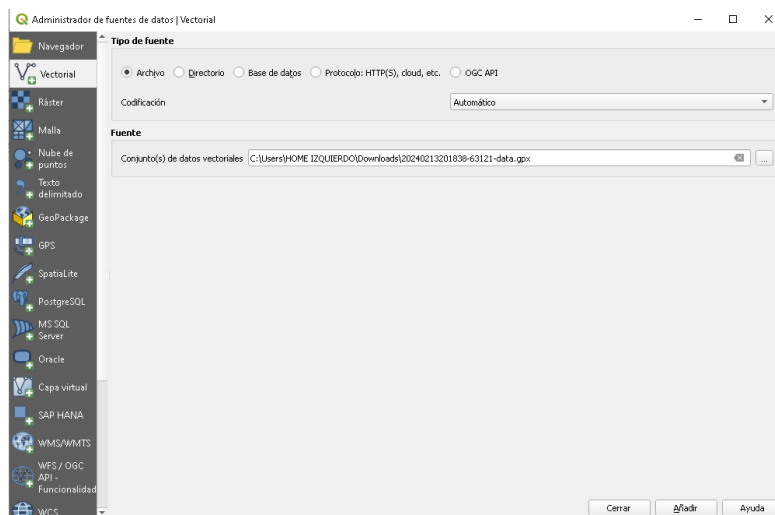 Administrador de fuentes de datos | Vectorial
Navegador
Vectorial
Ráster
Malla
Nube de
puntos
Texto
delimitado
GeoPackage
GPS
SpatiaLite
PostgreSQL
MS SQL
Server
Oracle
Capa virtual
SAP HANA
WMS/WMTS
WFS / OGC
API -
Funcionalidad
WCS
Tipo de fuente
Archivo Directorio Base de datos Protocolo: HTTP(S), cloud, etc. OGC API
Codificación Automático
Fuente
Conjunto(s) de datos vectoriales C:\Users\HOME IZQUIERDO\Downloads\20240213201838-63121-data.gpx ...
Cerrar Añadir Ayuda